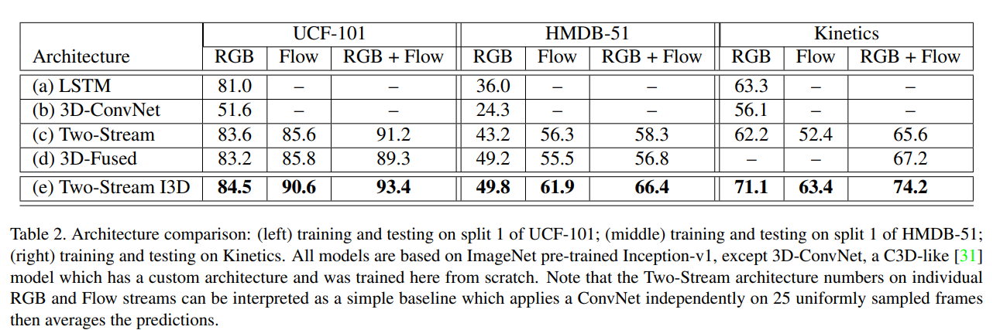 UCF-101 HMDB-51 Kinetics
Architecture RGB Flow RGB + Flow RGB Flow RGB + Flow RGB Flow RGB + Flow
(a) LSTM 81.0 – – 36.0 – – 63.3 – –
(b) 3D-ConvNet 51.6 – – 24.3 – – 56.1 – –
(c) Two-Stream 83.6 85.6 91.2 43.2 56.3 58.3 62.2 52.4 65.6
(d) 3D-Fused 83.2 85.8 89.3 49.2 55.5 56.8 – – 67.2
(e) Two-Stream I3D 84.5 90.6 93.4 49.8 61.9 66.4 71.1 63.4 74.2
Table 2. Architecture comparison: (left) training and testing on split 1 of UCF-101; (middle) training and testing on split 1 of HMDB-51;
(right) training and testing on Kinetics. All models are based on ImageNet pre-trained Inception-v1, except 3D-ConvNet, a C3D-like [31]
model which has a custom architecture and was trained here from scratch. Note that the Two-Stream architecture numbers on individual
RGB and Flow streams can be interpreted as a simple baseline which applies a ConvNet independently on 25 uniformly sampled frames
then averages the predictions.